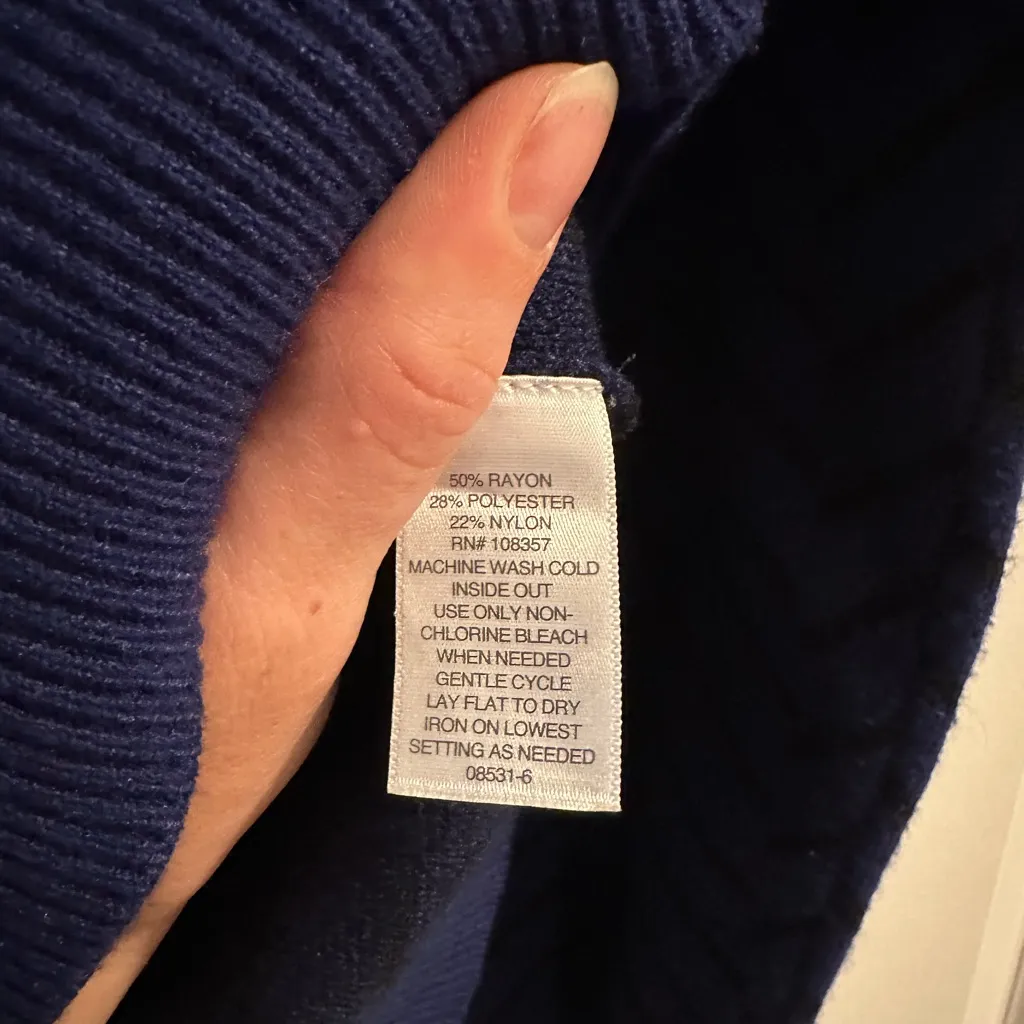 50% RAYON
28% POLYESTER
22% NYLON
RN# 108357
MACHINE WASH COLD
INSIDE OUT
USE ONLY NON-
CHLORINE BLEACH
WHEN NEEDED
GENTLE CYCLE
LAY FLAT TO DRY
IRON ON LOWEST
SETTING AS NEEDED
08531-6